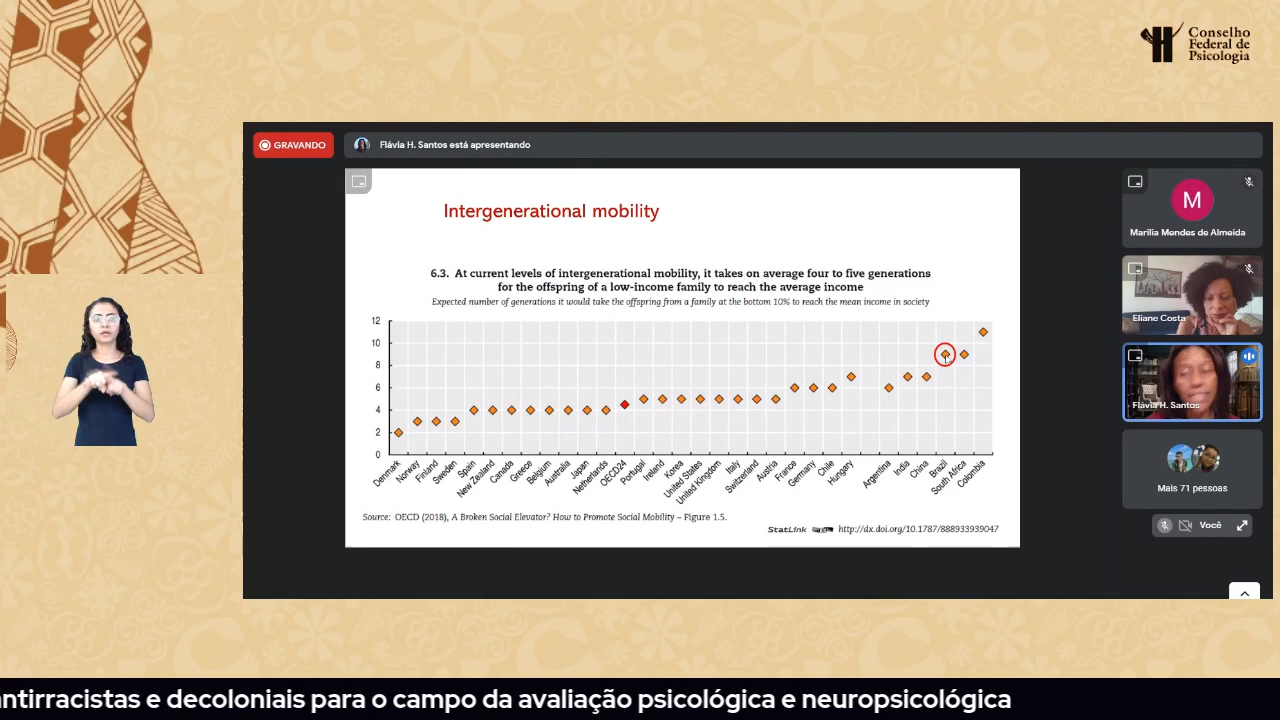 Conselho
Federal de
Psicologia
GRAVANDO
Flávia H. Santos está apresentando
Intergenerational mobility
6.3. At current levels of intergenerational mobility, it takes on average four to five generations
for the offspring of a low-income family to reach the average income
Expected number of generations it would take the offspring from a family at the bottom 10% to reach the mean income in society
12
10
8
6
4
2
0
Denmark
Norway
Finland
Sweden
Spain
New Zealand
Canada
Greece
Belgium
Australia
Japan
Netherlands
OECD24
Portugal
Ireland
Korea
United States
United Kingdom
Italy
Switzerland
Austria
France
Germany
Chile
Hungary
Argentina
India
China
Brazil
South Africa
Colombia
Source: OECD (2018), A Broken Social Elevator? How to Promote Social Mobility – Figure 1.5.
StatLink http://dx.doi.org/10.1787/888933939047
M
Marilia Mendes de Almeida
Eliane Costa
Flávia H. Santos
Mais 71 pessoas
Você
antirracistas e decoloniais para o campo da avaliação psicológica e neuropsicológica